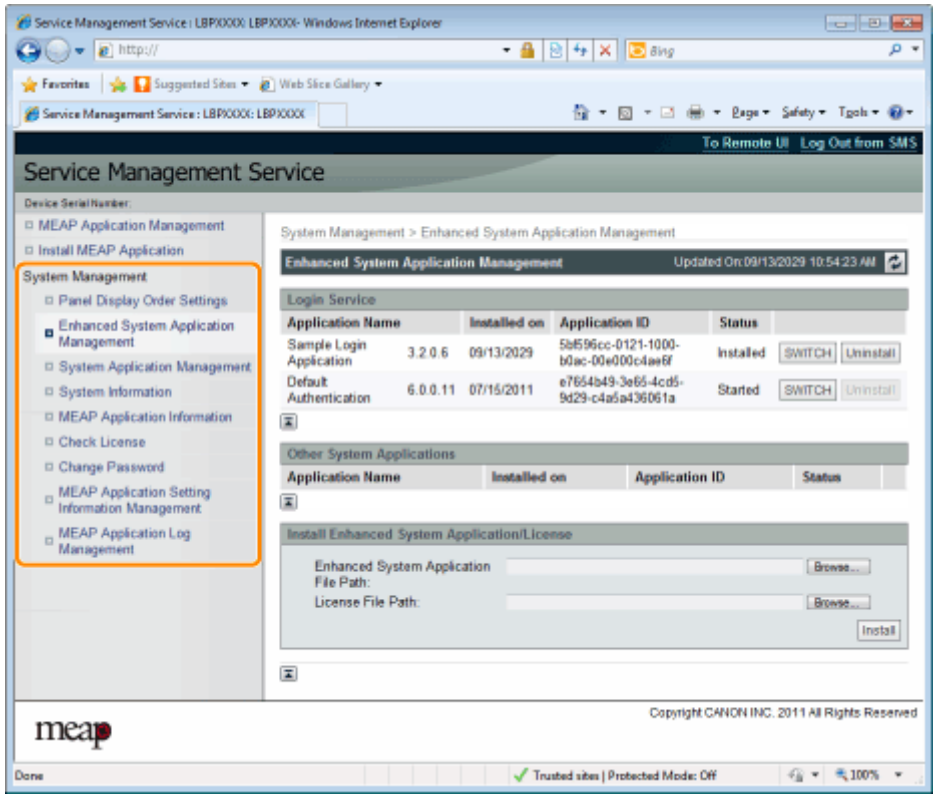 Service Management Service : LBPXXXX: LBPXXXX- Windows Internet Explorer
http://
Bing
Favorites Suggested Sites Web Slice Gallery
Service Management Service : LBPXXXX: LBPXXXX
Page Safety Tools
To Remote UI Log Out from SMS
Service Management Service
Device Serial Number:
MEAP Application Management
Install MEAP Application
System Management
Panel Display Order Settings
Enhanced System Application
Management
System Application Management
System Information
MEAP Application Information
Check License
Change Password
MEAP Application Setting
Information Management
MEAP Application Log
Management
System Management > Enhanced System Application Management
Enhanced System Application Management Updated On:09/13/2029 10:54:23 AM
Login Service
Application Name Installed on Application ID Status
Sample Login
Application 3.2.0.6 09/13/2029 5bf596cc-0121-1000-
b0ac-00e000c4ae6f Installed SWITCH Uninstall
Default
Authentication 6.0.0.11 07/15/2011 e7654b49-3e65-4cd5-
9d29-c4a5a436061a Started SWITCH Uninstall
Other System Applications
Application Name Installed on Application ID Status
Install Enhanced System Application/License
Enhanced System Application
File Path: Browse...
License File Path: Browse...
Install
meap
Copyright CANON INC. 2011 All Rights Reserved
Done Trusted sites | Protected Mode: Off 100%